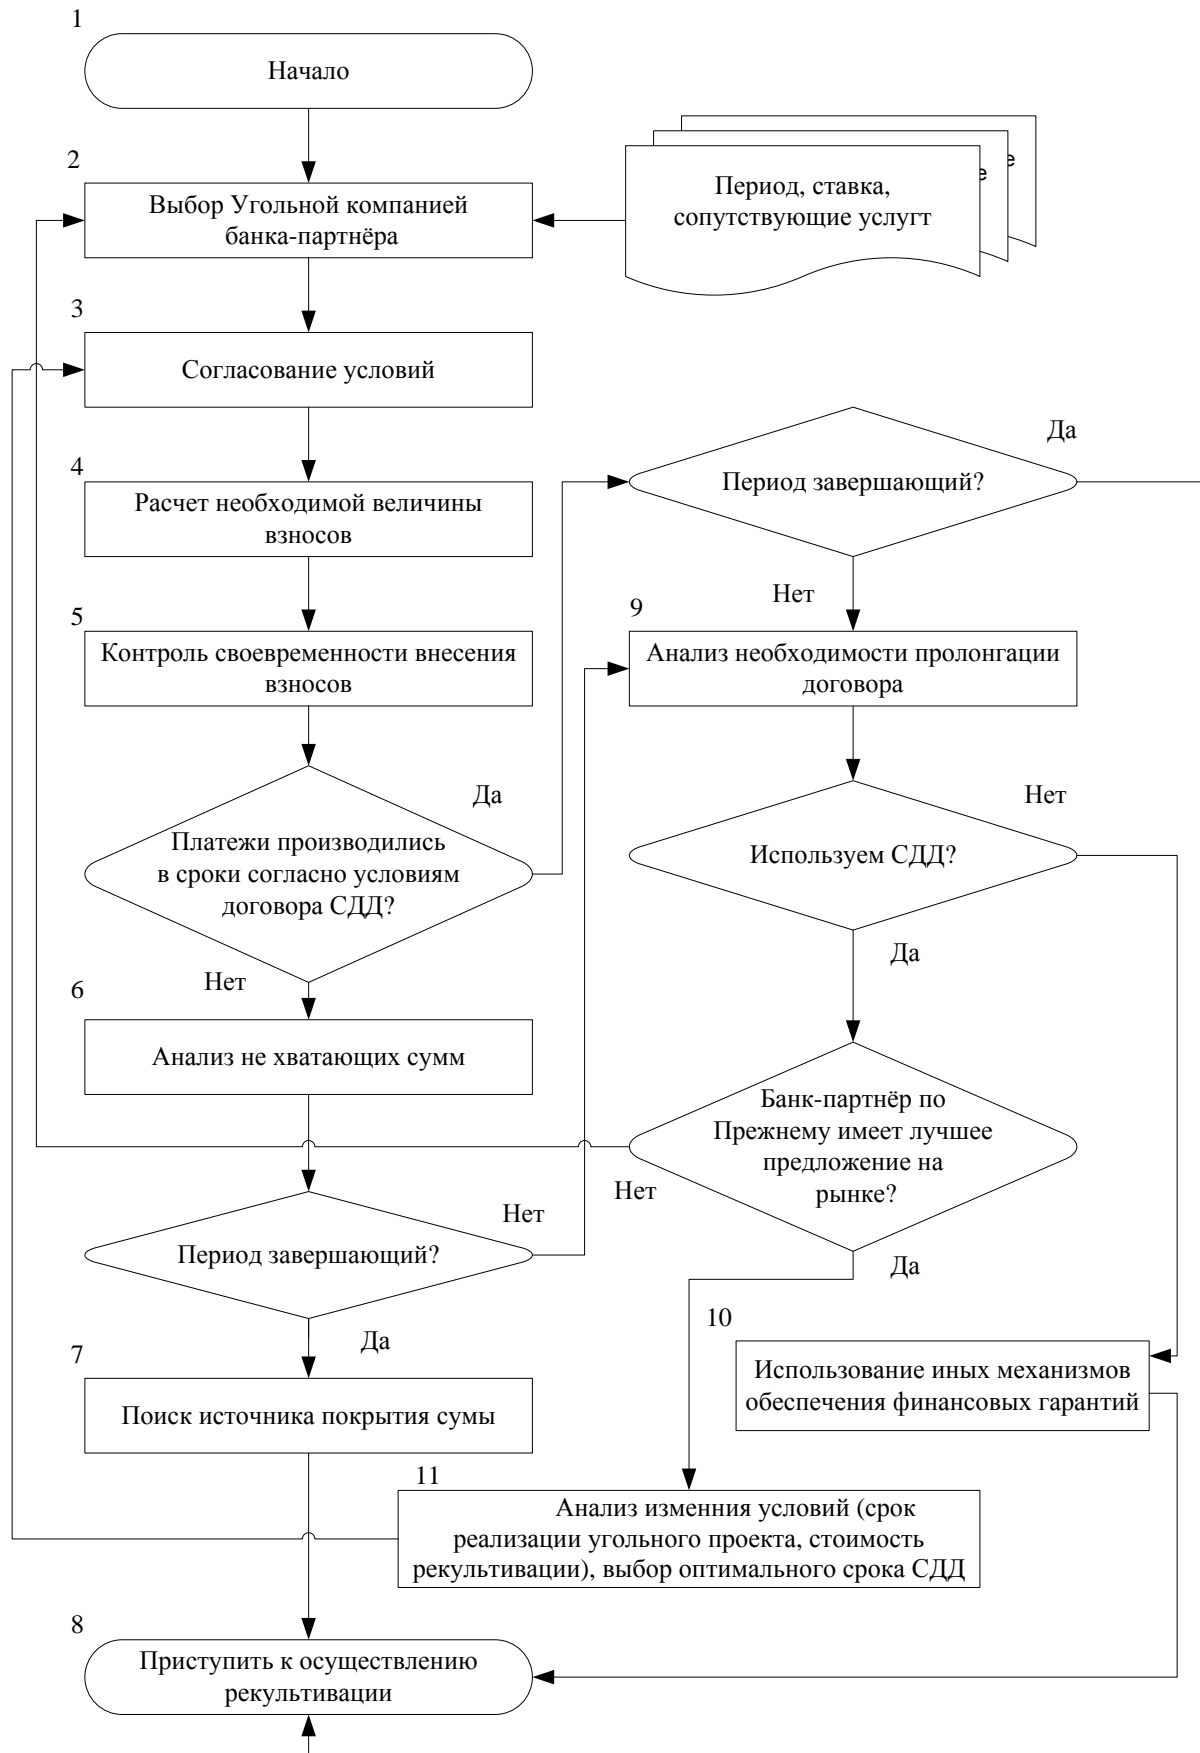 1
Начало
2
Выбор Угольной компанией
банка-партнёра
Период, ставка,
сопутствующие услугт
е
е
3
Согласование условий
4
Расчет необходимой величины
взносов
Период завершающий?
Да
Нет
5
Контроль своевременности внесения
взносов
9
Анализ необходимости пролонгации
договора
Платежи производились
в сроки согласно условиям
договора СДД?
Да
Нет
Используем СДД?
Нет
Да
6
Анализ не хватающих сумм
Банк-партнёр по
Прежнему имеет лучшее
предложение на
рынке?
Нет
Да
Период завершающий?
Нет
Да
7
Поиск источника покрытия сумы
10
Использование иных механизмов
обеспечения финансовых гарантий
11
Анализ изменния условий (срок
реализации угольного проекта, стоимость
рекультивации), выбор оптимального срока СДД
8
Приступить к осуществлению
рекультивации